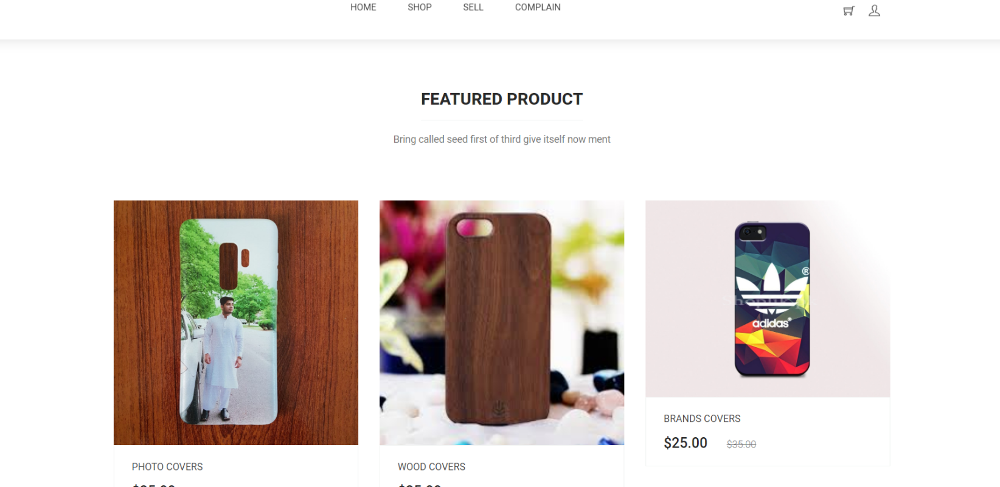 HOME SHOP SELL COMPLAIN
FEATURED PRODUCT
Bring called seed first of third give itself now ment
®
adidas®
BRANDS COVERS
$25.00 $35.00
PHOTO COVERS
WOOD COVERS